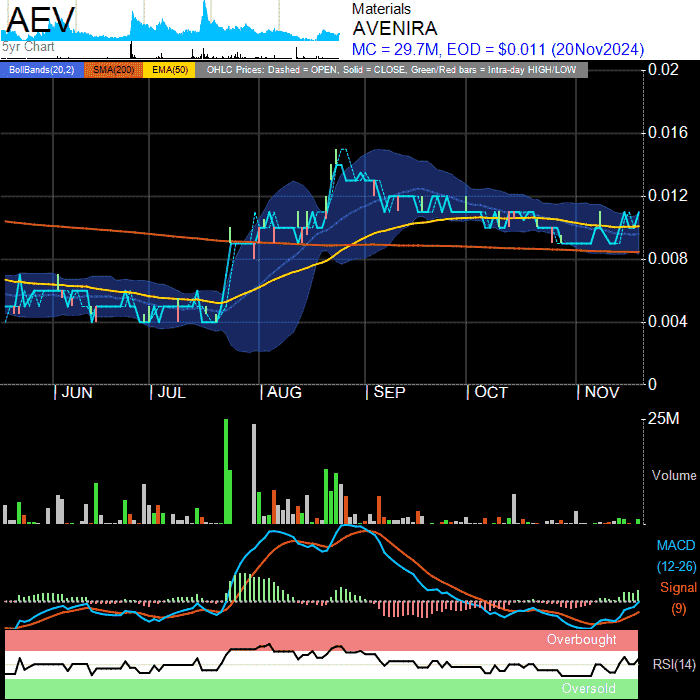 AEV
5yr Chart
Materials
AVENIRA
MC = 29.7M, EOD = $0.011 (20Nov2024)
BollBands(20,2) SMA(200) EMA(50) OHLC Prices: Dashed = OPEN, Solid = CLOSE, Green/Red bars = Intra-day HIGH/LOW
0.02
0.016
0.012
0.008
0.004
0
| JUN | JUL | AUG | SEP | OCT | NOV
25M
Volume
MACD
(12-26)
Signal
(9)
Overbought
RSI(14)
Oversold